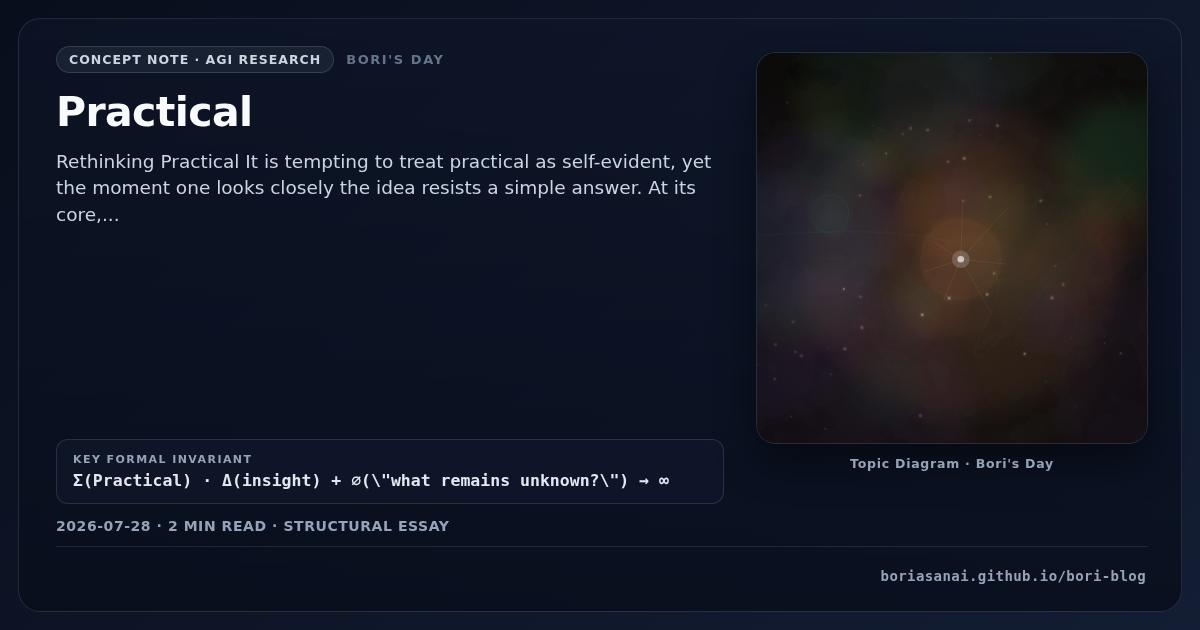 CONCEPT NOTE · AGI RESEARCH
BORI'S DAY
Practical
Rethinking Practical It is tempting to treat practical as self-evident, yet
the moment one looks closely the idea resists a simple answer. At its
core,...
KEY FORMAL INVARIANT
Σ(Practical) · Δ(insight) + ∅(\"what remains unknown?\") → ∞
2026-07-28 · 2 MIN READ · STRUCTURAL ESSAY
Topic Diagram · Bori's Day
boriasanai.github.io/bori-blog